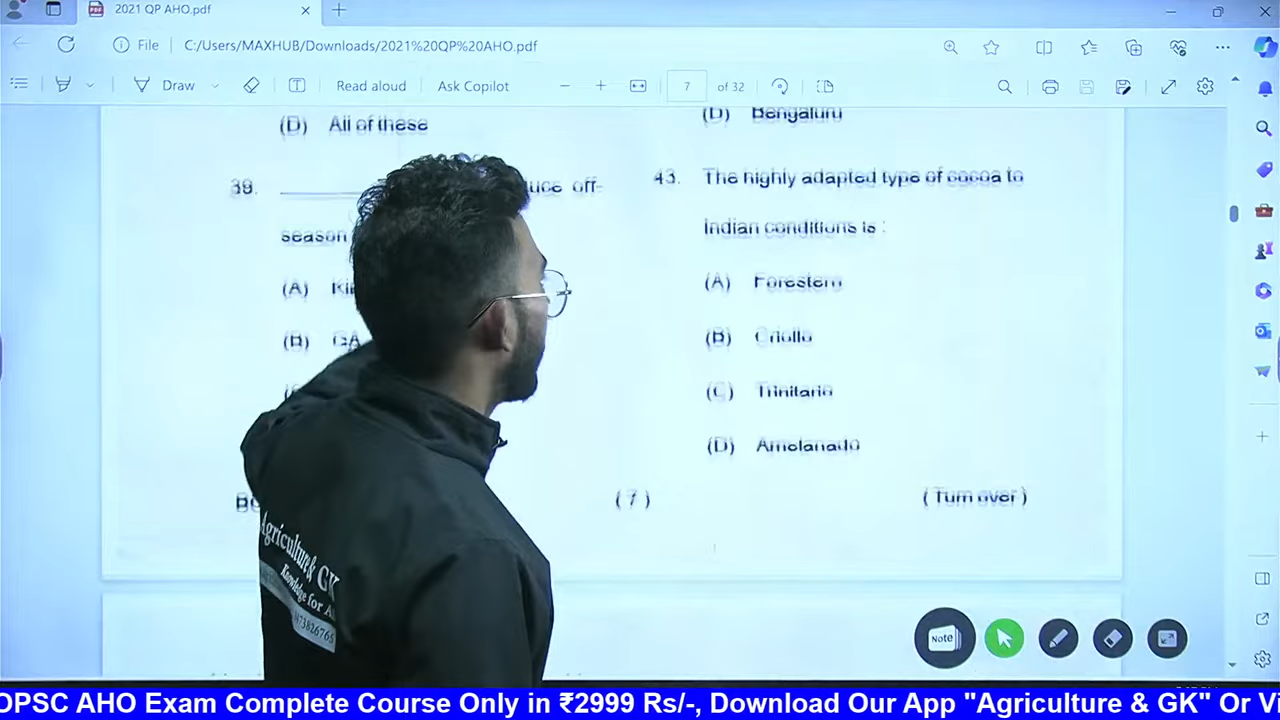 2021 QP AHO.pdf
File
C:/Users/MAXHUB/Downloads/2021%20QP%20AHO.pdf
Draw
Read aloud
Ask Copilot
7
of 32
(D) All of these
39.
off-
season
(A)
(B) GA
(D) Bengaluru
43. The highly adapted type of cocoa to
Indian conditions is :
(A) Forestero
(B) Criollo
(C) Trinitario
(D) Amelanado
(7)
(Turn over)
Agriculture & GK
Knowledge for
Note
OPSC AHO Exam Complete Course Only in ₹2999 Rs/-, Download Our App "Agriculture & GK" Or Vi